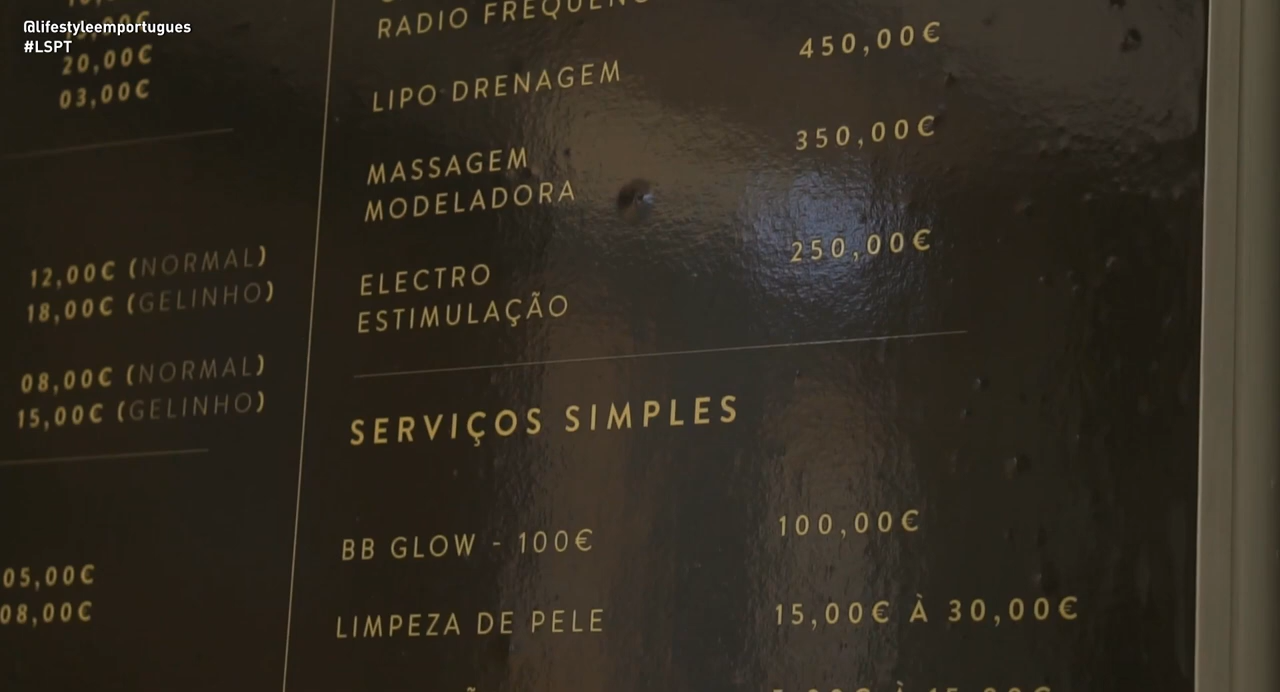 @lifestyleemportugues
#LSPT
20,00€
03,00€
12,00€ (NORMAL)
18,00€ (GELINHO)
08,00€ (NORMAL)
15,00€ (GELINHO)
05,00€
08,00€
RADIO
LIPO DRENAGEM
450,00€
MASSAGEM
MODELADORA
350,00€
ELECTRO
ESTIMULAÇÃO
250,00€
SERVIÇOS SIMPLES
BB GLOW - 100€
100,00€
LIMPEZA DE PELE
15,00€ À 30,00€